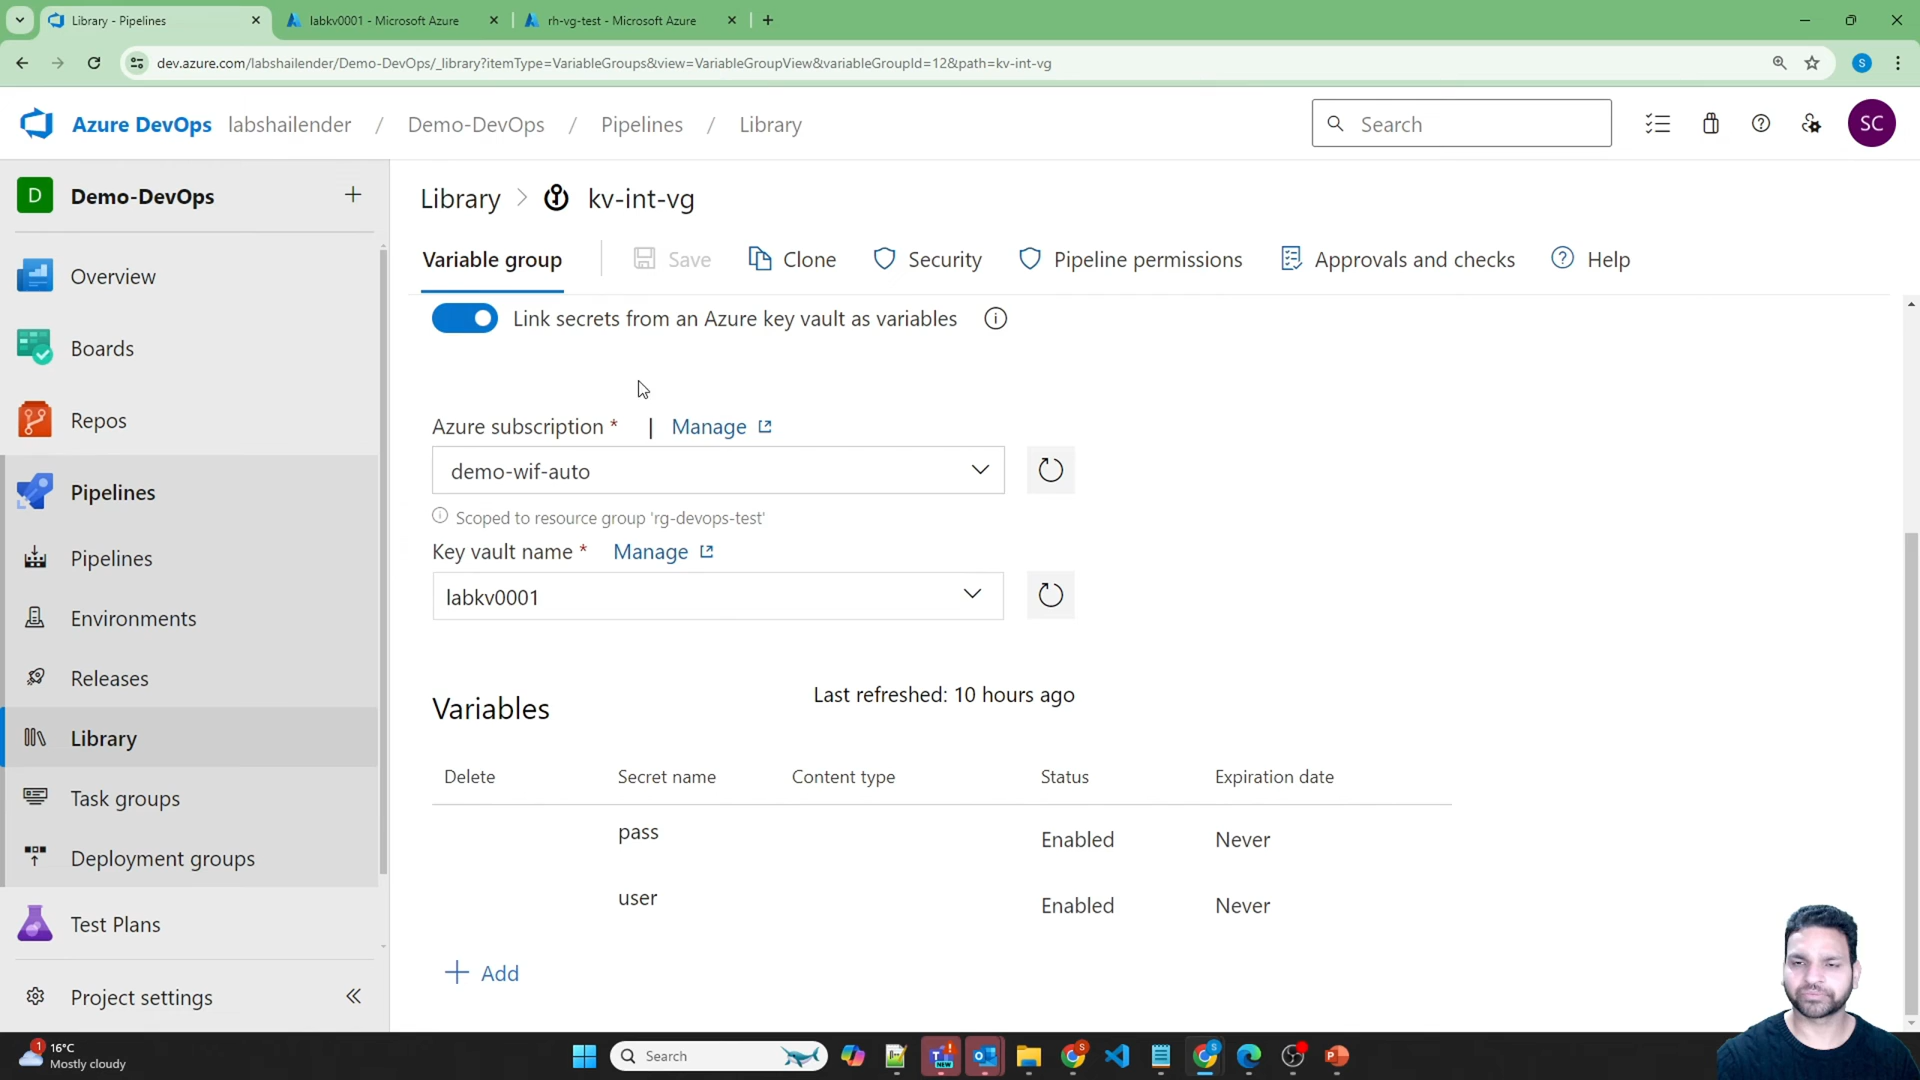 Library - Pipelines
labkv0001 - Microsoft Azure
rh-vg-test - Microsoft Azure
dev.azure.com/labshailender/Demo-DevOps/_library?itemType=VariableGroups&view=VariableGroupView&variableGroupId=12&path=kv-int-vg
S
Azure DevOps labshailender / Demo-DevOps / Pipelines / Library
Search
SC
D Demo-DevOps
Overview
Boards
Repos
Pipelines
Pipelines
Environments
Releases
Library
Task groups
Deployment groups
Test Plans
Project settings
Library > kv-int-vg
Variable group
Save
Clone
Security
Pipeline permissions
Approvals and checks
Help
Link secrets from an Azure key vault as variables
Azure subscription * | Manage
demo-wif-auto
Scoped to resource group 'rg-devops-test'
Key vault name * Manage
labkv0001
Variables
Last refreshed: 10 hours ago
Delete Secret name Content type Status Expiration date
pass Enabled Never
user Enabled Never
Add
1
16°C
Mostly cloudy
Search
NEW
S
S